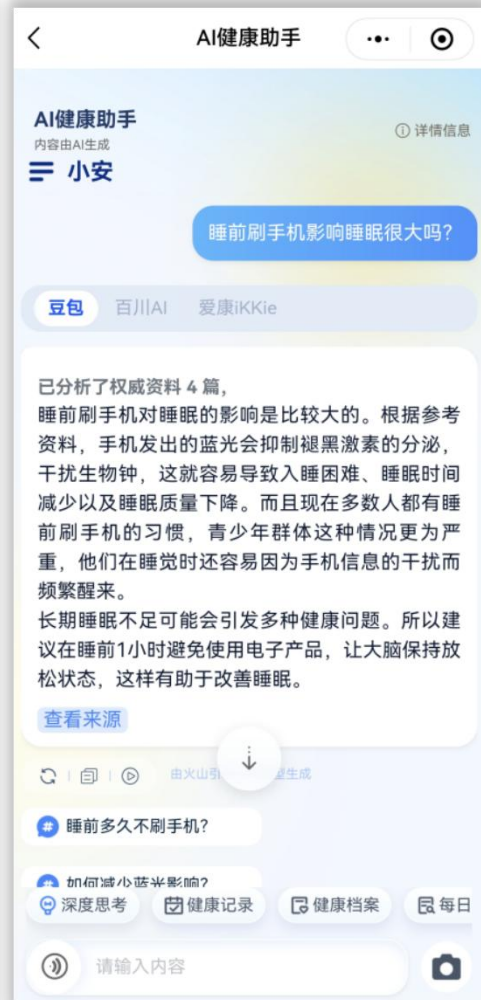 AI健康助手
AI健康助手
内容由AI生成
详情信息
小安
睡前刷手机影响睡眠很大吗？
豆包 百川AI 爱康iKKie
已分析了权威资料 4 篇，
睡前刷手机对睡眠的影响是比较大的。根据参考
资料，手机发出的蓝光会抑制褪黑激素的分泌，
干扰生物钟，这就容易导致入睡困难、睡眠时间
减少以及睡眠质量下降。而且现在多数人都有睡
前刷手机的习惯，青少年群体这种情况更为严
重，他们在睡觉时还容易因为手机信息的干扰而
频繁醒来。
长期睡眠不足可能会引发多种健康问题。所以建
议在睡前1小时避免使用电子产品，让大脑保持放
松状态，这样有助于改善睡眠。
查看来源
由火山引 型生成
# 睡前多久不刷手机？
# 如何减少蓝光影响？
深度思考 健康记录 健康档案 每日
请输入内容